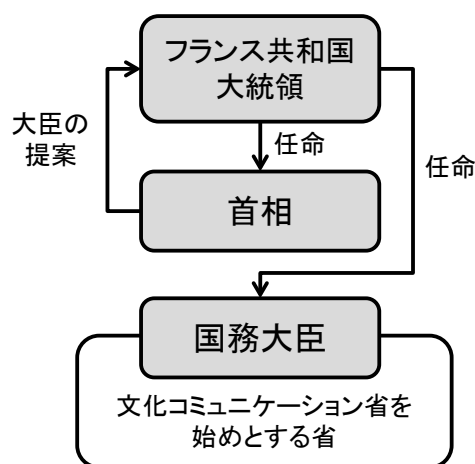 フランス共和国
大統領
大臣の
提案
任命
任命
首相
国務大臣
文化コミュニケーション省を
始めとする省